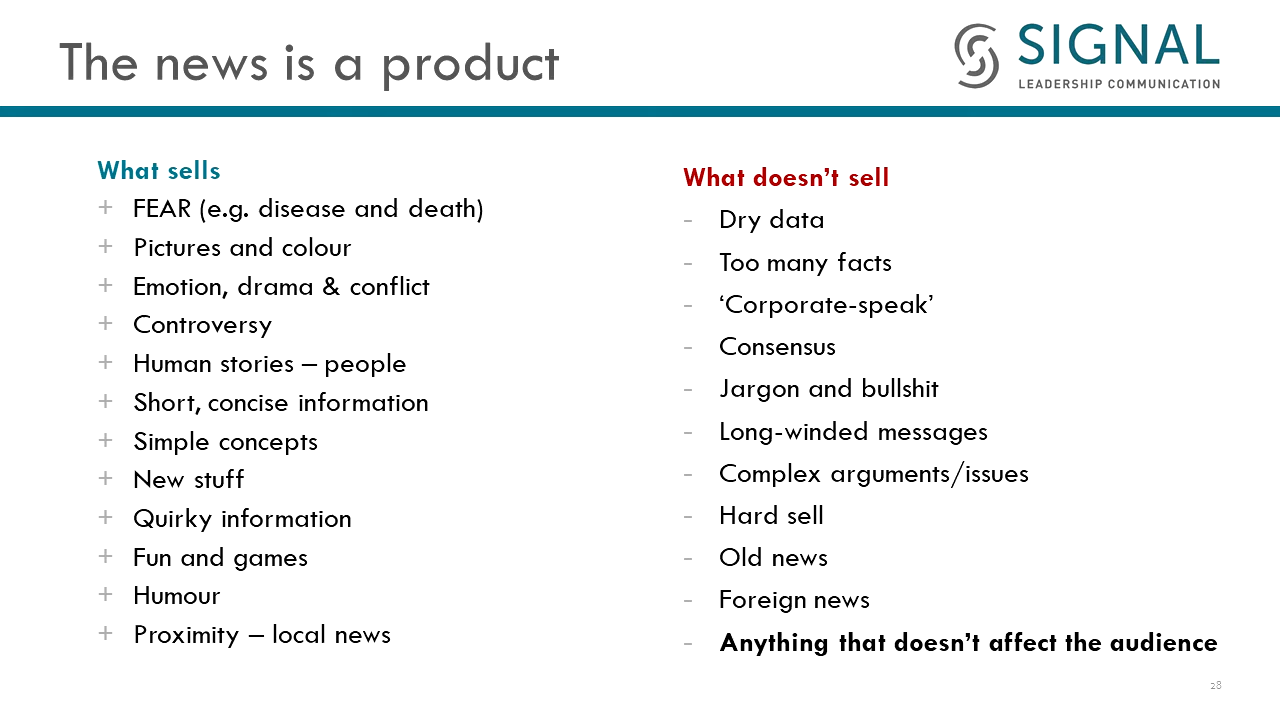 The news is a product
SIGNAL
LEADERSHIP COMMUNICATION
What sells
+ FEAR (e.g. disease and death)
+ Pictures and colour
+ Emotion, drama & conflict
+ Controversy
+ Human stories – people
+ Short, concise information
+ Simple concepts
+ New stuff
+ Quirky information
+ Fun and games
+ Humour
+ Proximity – local news
What doesn’t sell
- Dry data
- Too many facts
- ‘Corporate-speak’
- Consensus
- Jargon and bullshit
- Long-winded messages
- Complex arguments/issues
- Hard sell
- Old news
- Foreign news
- Anything that doesn’t affect the audience
28